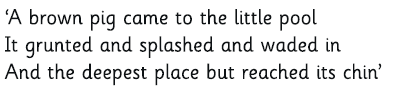 ‘A brown pig came to the little pool
It grunted and splashed and waded in
And the deepest place but reached its chin’